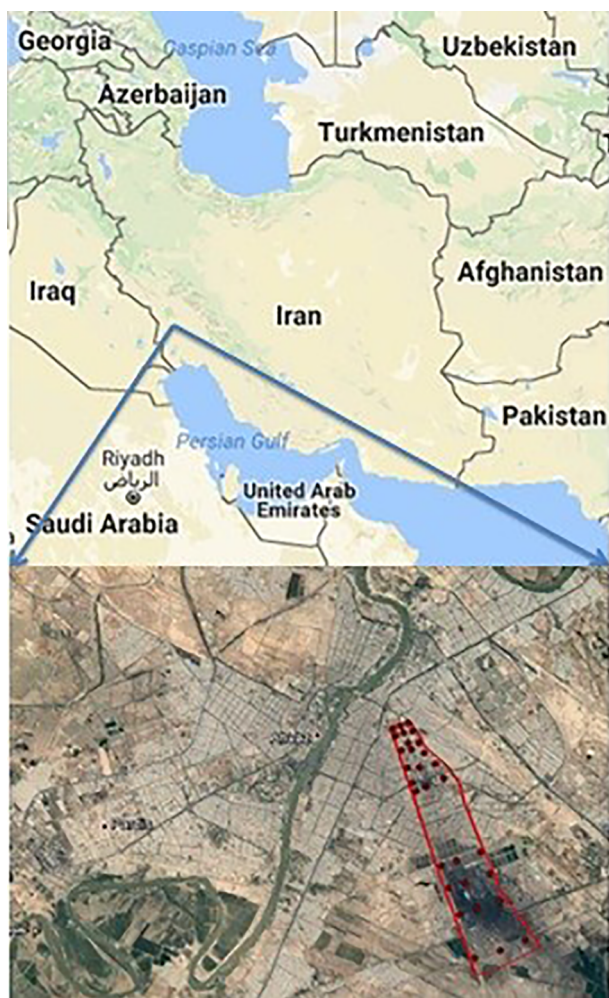 Georgia
Caspian Sea
Uzbekistan
Azerbaijan
Turkmenistan
Iraq
Iran
Afghanistan
Pakistan
Persian Gulf
Riyadh
الرياض
United Arab
Emirates
Saudi Arabia